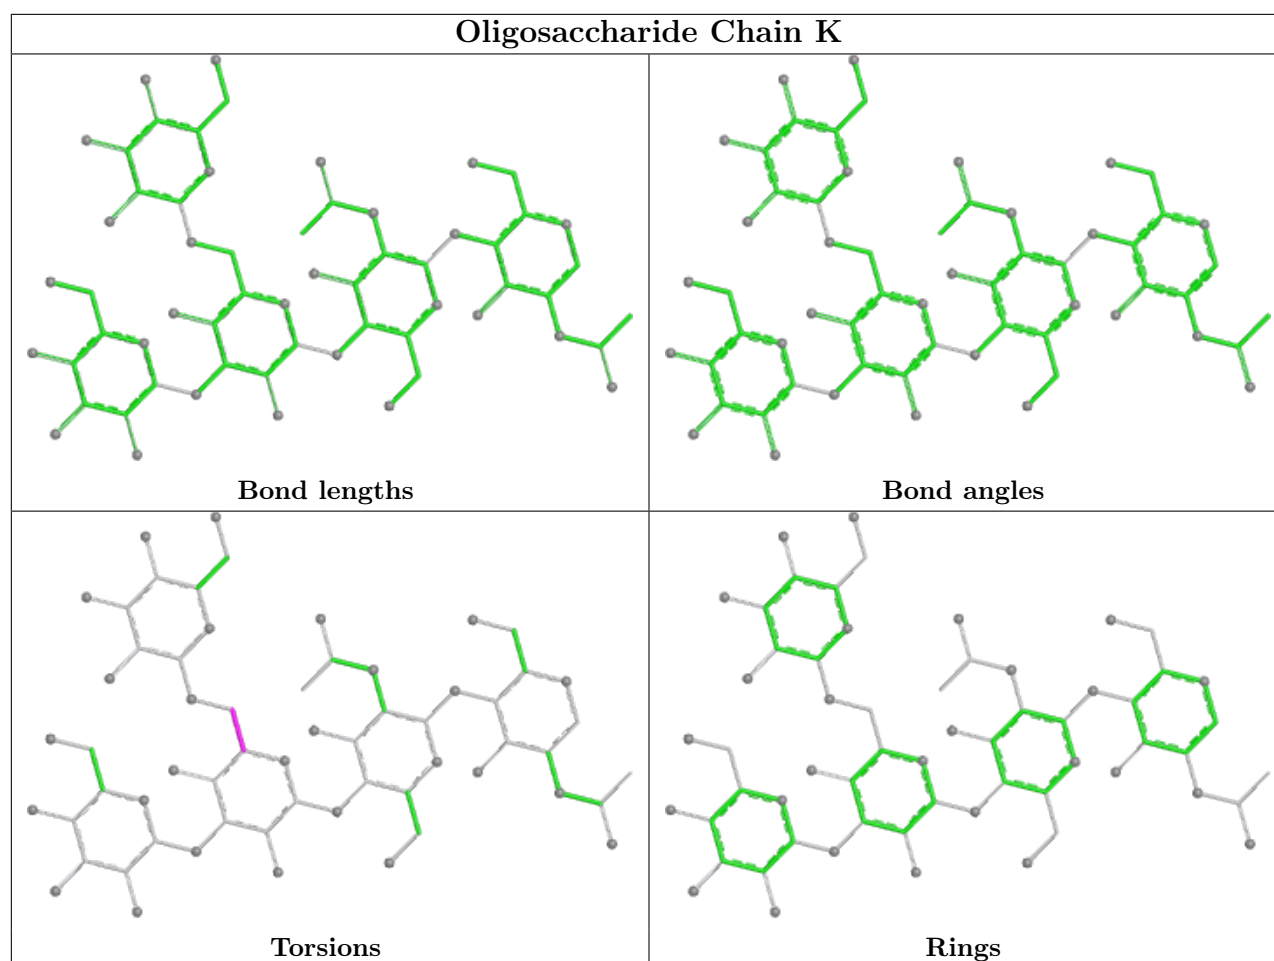 Oligosaccharide Chain K
Bond lengths
Bond angles
Torsions
Rings